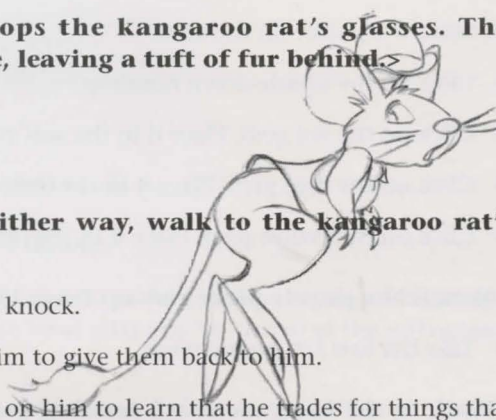 ops the kangaroo rat's glasses. Th
e, leaving a tuft of fur behind.>
ither way, walk to the kangaroo rat'
knock.
im to give them back to him.
on him to learn that he trades for things tha